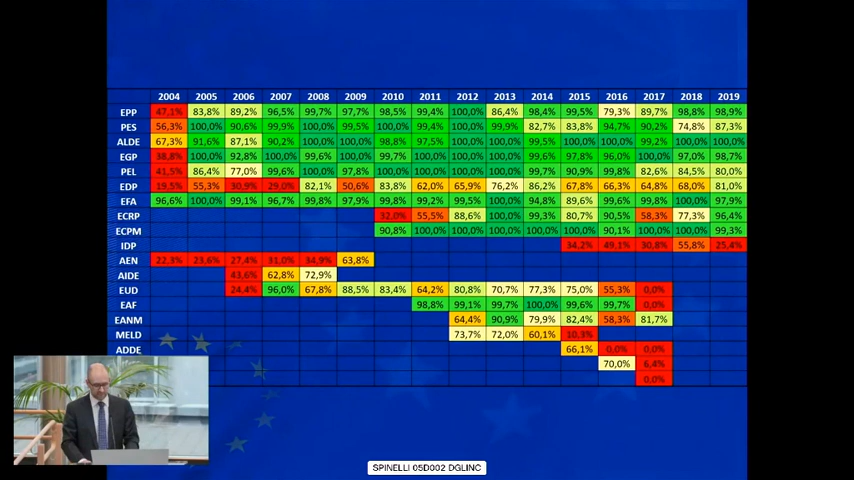 2004 2005 2006 2007 2008 2009 2010 2011 2012 2013 2014 2015 2016 2017 2018 2019
EPP 47,1% 83,8% 89,2% 96,5% 99,7% 97,7% 98,5% 99,4% 100,0% 86,4% 98,4% 99,5% 79,3% 89,7% 98,8% 98,9%
PES 56,3% 100,0% 90,6% 99,9% 100,0% 99,5% 100,0% 99,4% 100,0% 99,9% 82,7% 83,8% 94,7% 90,2% 74,8% 87,3%
ALDE 67,3% 91,6% 87,1% 90,2% 100,0% 100,0% 98,8% 97,5% 100,0% 100,0% 99,5% 100,0% 100,0% 99,2% 100,0% 100,0%
EGP 38,8% 100,0% 92,8% 100,0% 99,6% 100,0% 99,7% 100,0% 100,0% 100,0% 99,6% 97,8% 96,0% 100,0% 97,0% 98,7%
PEL 41,5% 86,4% 77,0% 99,6% 100,0% 97,8% 100,0% 100,0% 100,0% 100,0% 99,7% 90,9% 99,8% 82,6% 84,5% 80,0%
EDP 19,5% 55,3% 30,9% 29,0% 82,1% 50,6% 83,8% 62,0% 65,9% 76,2% 86,2% 67,8% 66,3% 64,8% 68,0% 81,0%
EFA 96,6% 100,0% 99,1% 96,7% 99,8% 97,9% 99,8% 99,2% 99,5% 100,0% 94,8% 89,6% 99,6% 99,8% 100,0% 97,9%
ECRP 32,0% 55,5% 88,6% 100,0% 99,3% 80,7% 90,5% 58,3% 77,3% 96,4%
ECPM 90,8% 100,0% 100,0% 100,0% 100,0% 100,0% 90,1% 100,0% 100,0% 99,3%
IDP 34,2% 49,1% 30,8% 55,8% 25,4%
AEN 22,3% 23,6% 27,4% 31,0% 34,9% 63,8%
AIDE 43,6% 62,8% 72,9%
EUD 24,4% 96,0% 67,8% 88,5% 83,4% 64,2% 80,8% 70,7% 77,3% 75,0% 55,3% 0,0%
EAF 98,8% 99,1% 99,7% 100,0% 99,6% 99,7% 0,0%
EANM 64,4% 90,9% 79,9% 82,4% 58,3% 81,7%
MELD 73,7% 72,0% 60,1% 10,3%
ADDE 66,1% 0,0% 0,0%
70,0% 6,4%
0,0%
SPINELLI 05D002 DGLINC